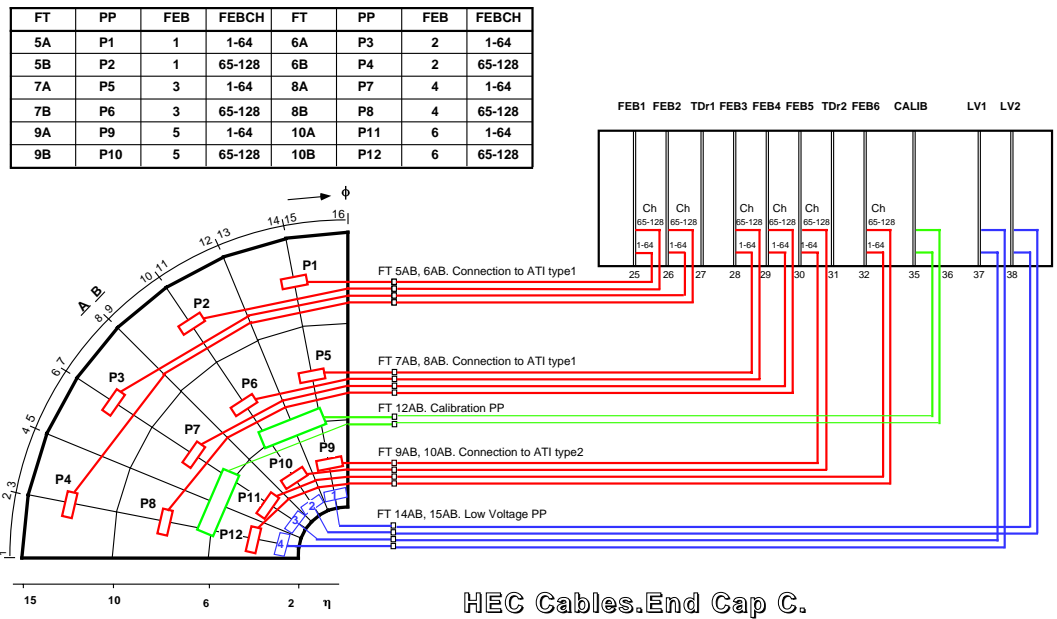 FT PP FEB FEBCH FT PP FEB FEBCH
5A P1 1 1-64 6A P3 2 1-64
5B P2 1 65-128 6B P4 2 65-128
7A P5 3 1-64 8A P7 4 1-64
7B P6 3 65-128 8B P8 4 65-128
9A P9 5 1-64 10A P11 6 1-64
9B P10 5 65-128 10B P12 6 65-128
FEB1 FEB2 TDr1 FEB3 FEB4 FEB5 TDr2 FEB6 CALIB LV1 LV2
Ch Ch Ch Ch Ch Ch
65-128 65-128 65-128 65-128 65-128 65-128
1-64 1-64 1-64 1-64 1-64 1-64
25 26 27 28 29 30 31 32 35 36 37 38
ϕ
16
14 15
12 13
10 11
8 9
6 7
4 5
2 3
1
A B
P1
P2
P3
P4
P5
P6
P7
P8
P9
P10
P11
P12
1
2
3
4
FT 5AB, 6AB. Connection to ATI type1
FT 7AB, 8AB. Connection to ATI type1
FT 12AB. Calibration PP
FT 9AB, 10AB. Connection to ATI type2
FT 14AB, 15AB. Low Voltage PP
15 10 6 2 η
HEC Cables.End Cap C.